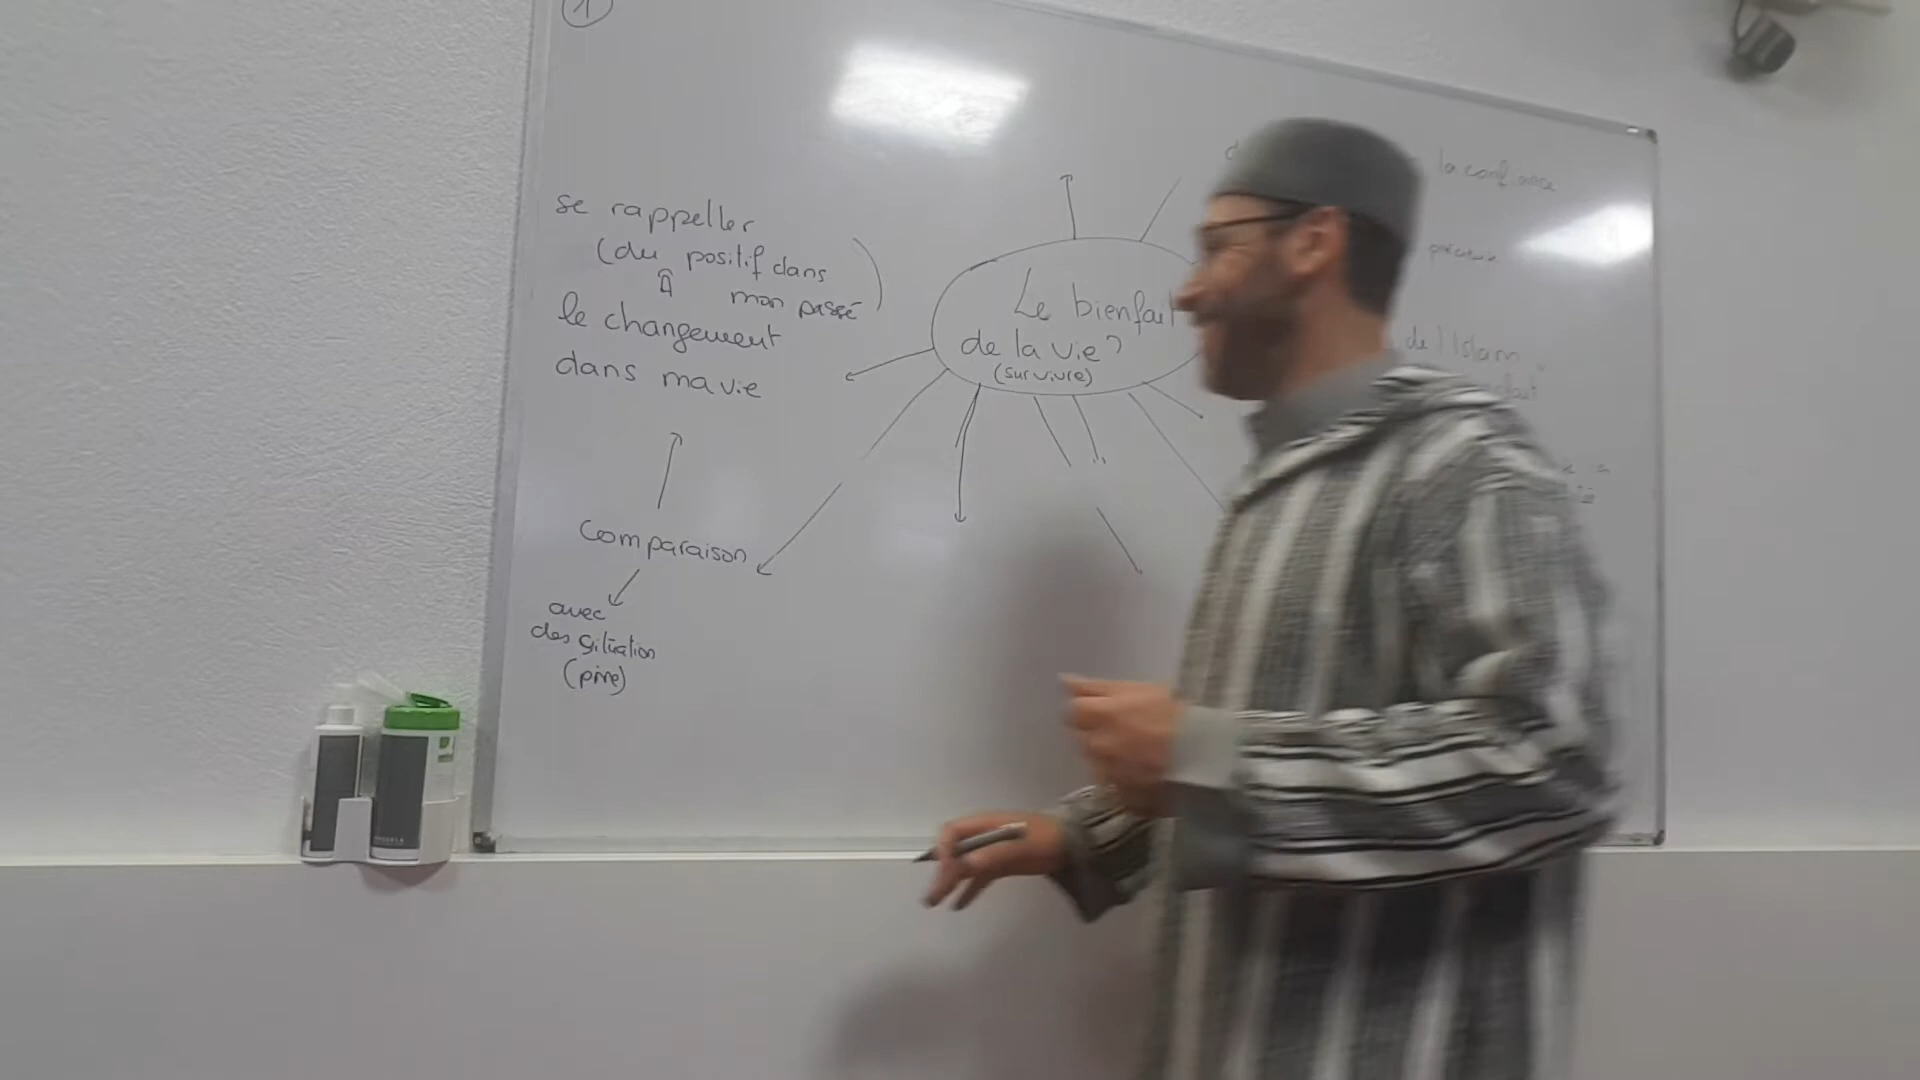 1
se rappeller
(du positif dans
mon passé)
le changement
dans ma vie
Comparaison
avec
des situation
(pire)
Le bienfait
de la vie?
(survivre)
la confiance
de l'Islam